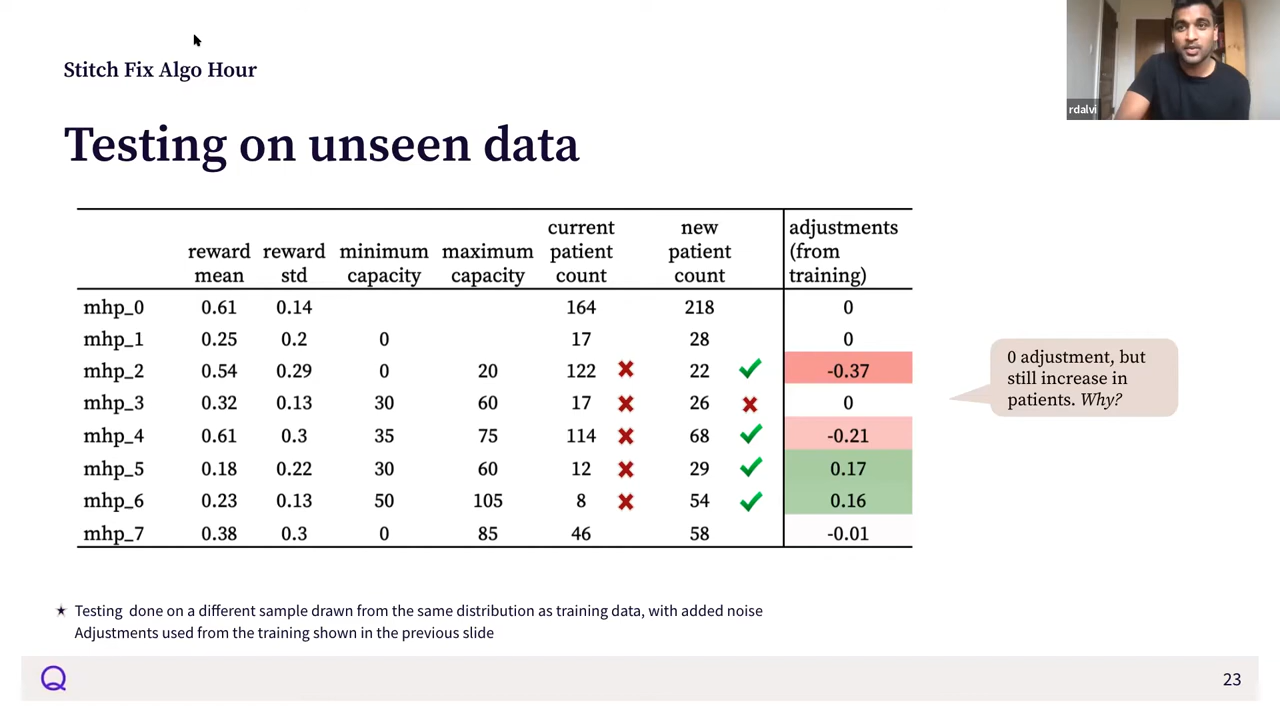 Stitch Fix Algo Hour
rdalvi
Testing on unseen data
reward mean reward std minimum capacity maximum capacity current patient count new patient count adjustments (from training)
mhp_0 0.61 0.14 164 218 0
mhp_1 0.25 0.2 0 17 28 0
mhp_2 0.54 0.29 0 20 122 ✘ 22 ✔ -0.37
mhp_3 0.32 0.13 30 60 17 ✘ 26 ✘ 0
mhp_4 0.61 0.3 35 75 114 ✘ 68 ✔ -0.21
mhp_5 0.18 0.22 30 60 12 ✘ 29 ✔ 0.17
mhp_6 0.23 0.13 50 105 8 ✘ 54 ✔ 0.16
mhp_7 0.38 0.3 0 85 46 58 -0.01
0 adjustment, but
still increase in
patients. Why?
★ Testing done on a different sample drawn from the same distribution as training data, with added noise
Adjustments used from the training shown in the previous slide
23